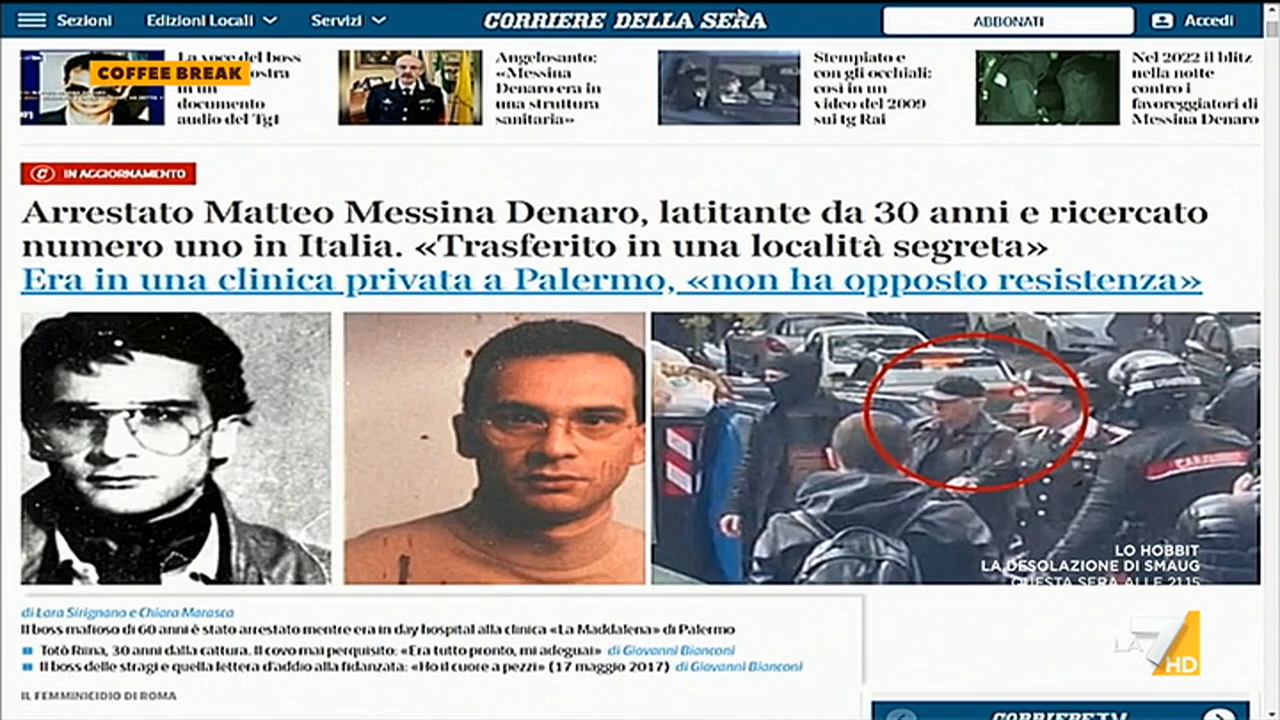 Sezioni
Edizioni Locali
Servizi
CORRIERE DELLA SERA
ABBONATI
Accedi
COFFEE BREAK
La voce del boss
ostra
in un
documento
audio del Tg1
Angelosanto:
«Messina
Denaro era in
una struttura
sanitaria»
Stempiato e
con gli occhiali:
così in un
video del 2009
sui tg Rai
Nel 2022 il blitz
nella notte
contro i
favoreggiatori di
Messina Denaro
IN AGGIORNAMENTO
Arrestato Matteo Messina Denaro, latitante da 30 anni e ricercato
numero uno in Italia. «Trasferito in una località segreta»
Era in una clinica privata a Palermo, «non ha opposto resistenza»
CARABINIERI
LO HOBBIT
LA DESOLAZIONE DI SMAUG
QUESTA SERA ALLE 21.15
di Lara Sirignano e Chiara Marasca
Il boss mafioso di 60 anni è stato arrestato mentre era in day hospital alla clinica «La Maddalena» di Palermo
Totò Riina, 30 anni dalla cattura. Il covo mai perquisito: «Era tutto pronto, mi adeguai» di Giovanni Bianconi
Il boss delle stragi e quella lettera d'addio alla fidanzata: «Ho il cuore a pezzi» (17 maggio 2017) di Giovanni Bianconi
LA 7 HD
IL FEMMINICIDIO DI ROMA
CORRIERE TV